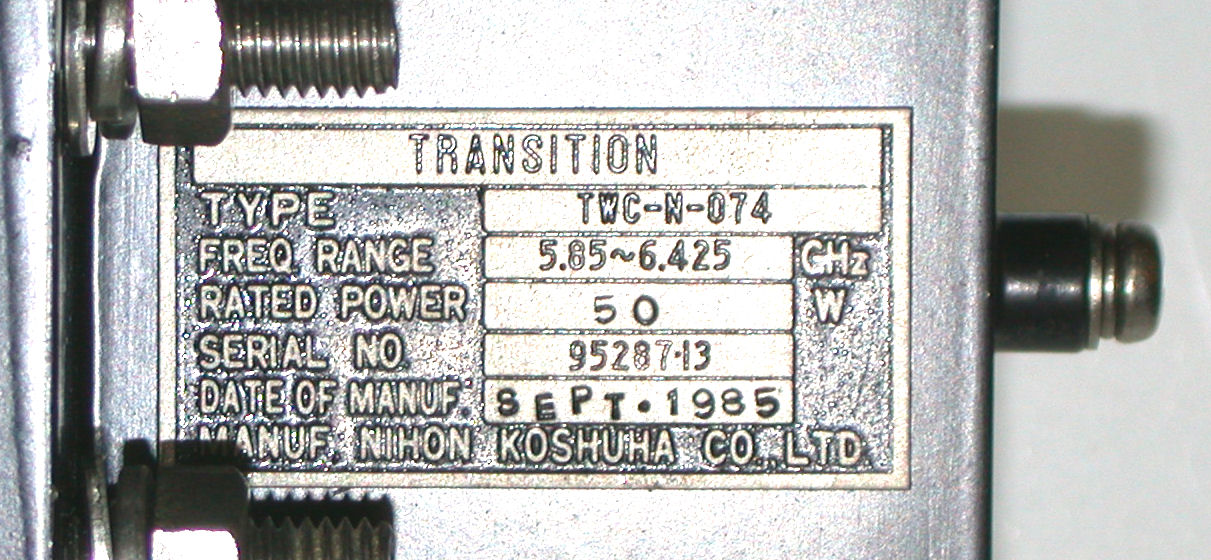 TRANSITION
TYPE TWC-N-074
FREQ. RANGE 5.85~6.425 GHz
RATED POWER 50 W
SERIAL NO. 95287-13
DATE OF MANUF. SEPT. 1985
MANUF. NIHON KOSHUHA CO., LTD.